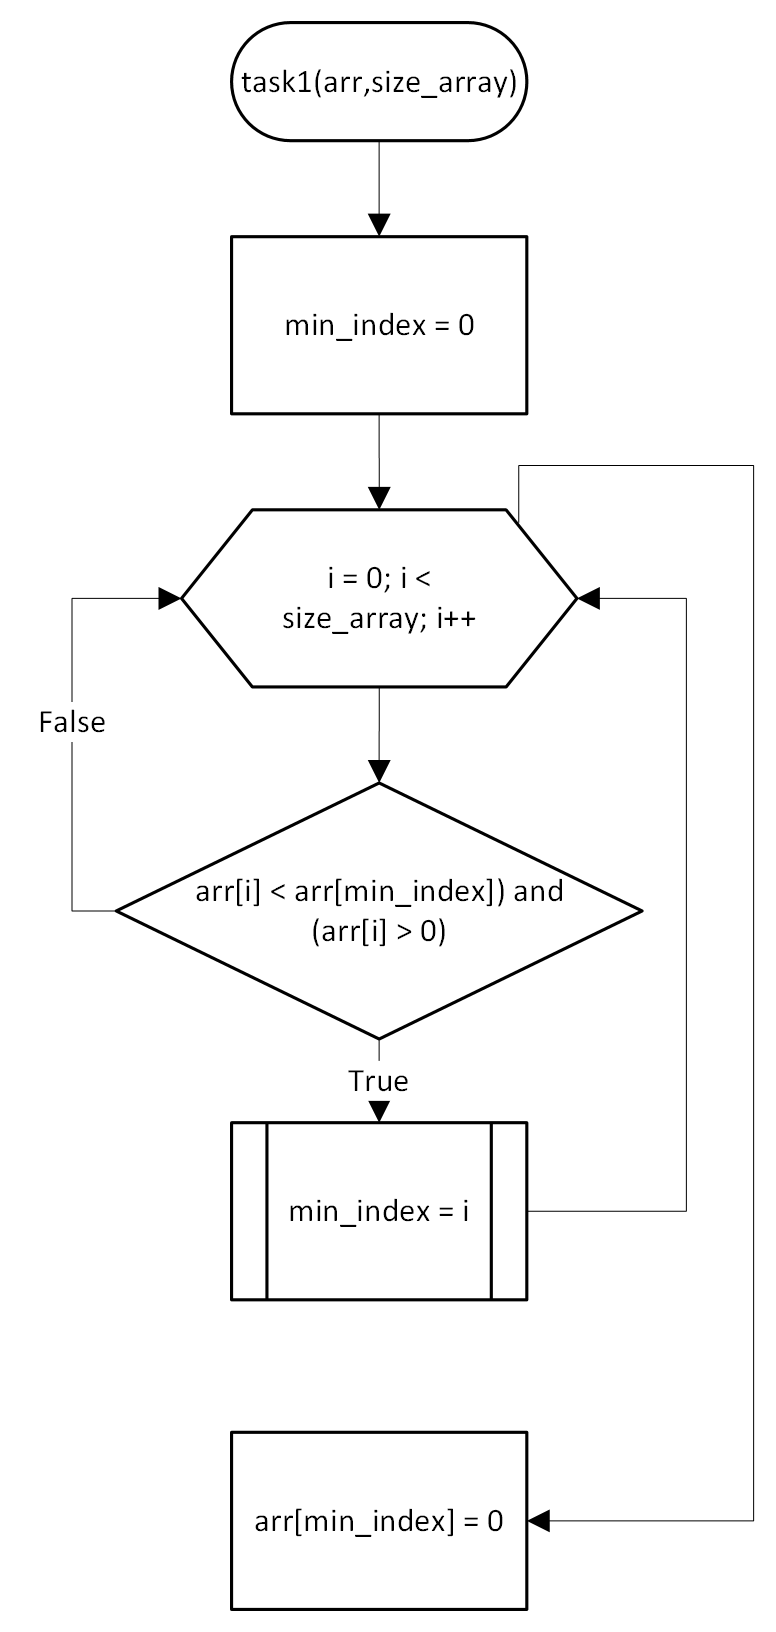 task1(arr,size_array)
min_index = 0
i = 0; i <
size_array; i++
False
arr[i] < arr[min_index]) and
(arr[i] > 0)
True
min_index = i
arr[min_index] = 0